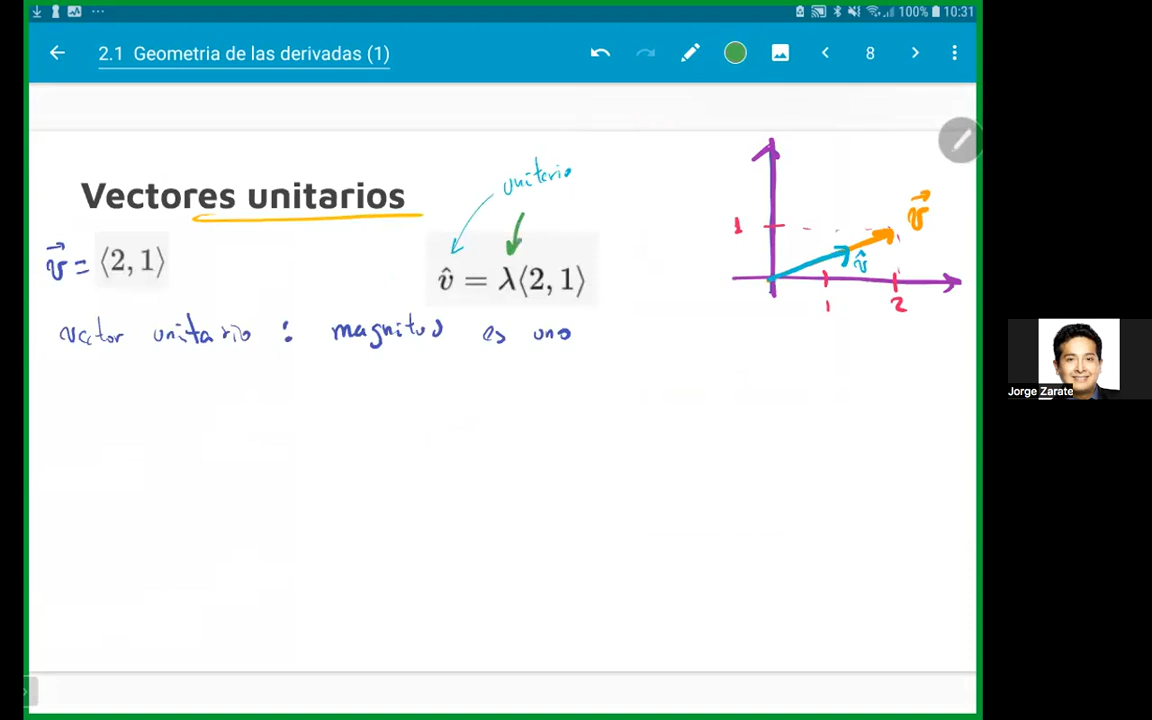 100% 10:31
2.1 Geometria de las derivadas (1)
8
Vectores unitarios
unitario
v⃗ = ⟨2, 1⟩
v̂ = λ⟨2, 1⟩
vector unitario : magnitud es uno
v⃗
1
v̂
1 2
Jorge Zarate